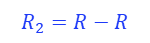 R₂ = R − R